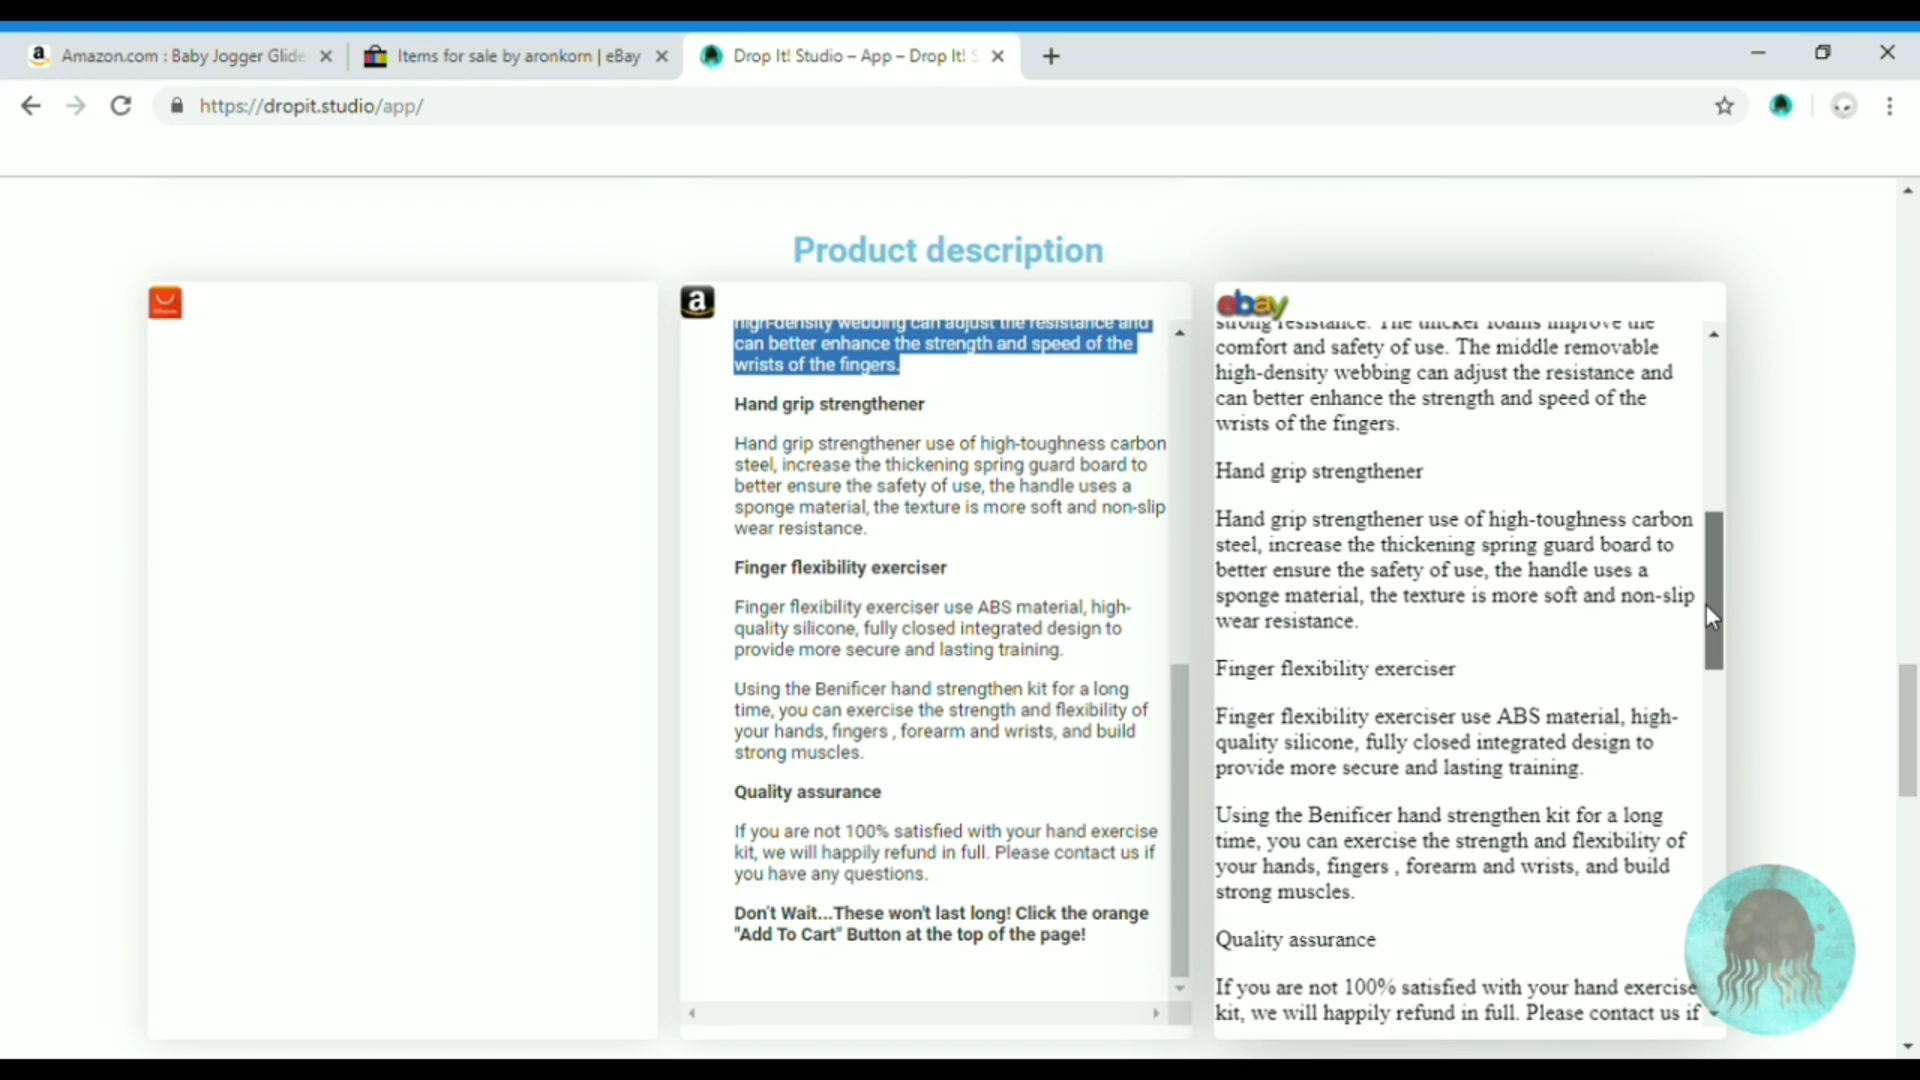 Amazon.com : Baby Jogger Glide
Items for sale by aronkorn | eBay
Drop It! Studio – App – Drop It! S
https://dropit.studio/app/
Product description
a
high-density webbing can adjust the resistance and
can better enhance the strength and speed of the
wrists of the fingers.
Hand grip strengthener
Hand grip strengthener use of high-toughness carbon
steel, increase the thickening spring guard board to
better ensure the safety of use, the handle uses a
sponge material, the texture is more soft and non-slip
wear resistance.
Finger flexibility exerciser
Finger flexibility exerciser use ABS material, high-
quality silicone, fully closed integrated design to
provide more secure and lasting training.
Using the Benificer hand strengthen kit for a long
time, you can exercise the strength and flexibility of
your hands, fingers , forearm and wrists, and build
strong muscles.
Quality assurance
If you are not 100% satisfied with your hand exercise
kit, we will happily refund in full. Please contact us if
you have any questions.
Don't Wait...These won't last long! Click the orange
"Add To Cart" Button at the top of the page!
ebay
strong resistance. The thicker foams improve the
comfort and safety of use. The middle removable
high-density webbing can adjust the resistance and
can better enhance the strength and speed of the
wrists of the fingers.
Hand grip strengthener
Hand grip strengthener use of high-toughness carbon
steel, increase the thickening spring guard board to
better ensure the safety of use, the handle uses a
sponge material, the texture is more soft and non-slip
wear resistance.
Finger flexibility exerciser
Finger flexibility exerciser use ABS material, high-
quality silicone, fully closed integrated design to
provide more secure and lasting training.
Using the Benificer hand strengthen kit for a long
time, you can exercise the strength and flexibility of
your hands, fingers , forearm and wrists, and build
strong muscles.
Quality assurance
If you are not 100% satisfied with your hand exercise
kit, we will happily refund in full. Please contact us if